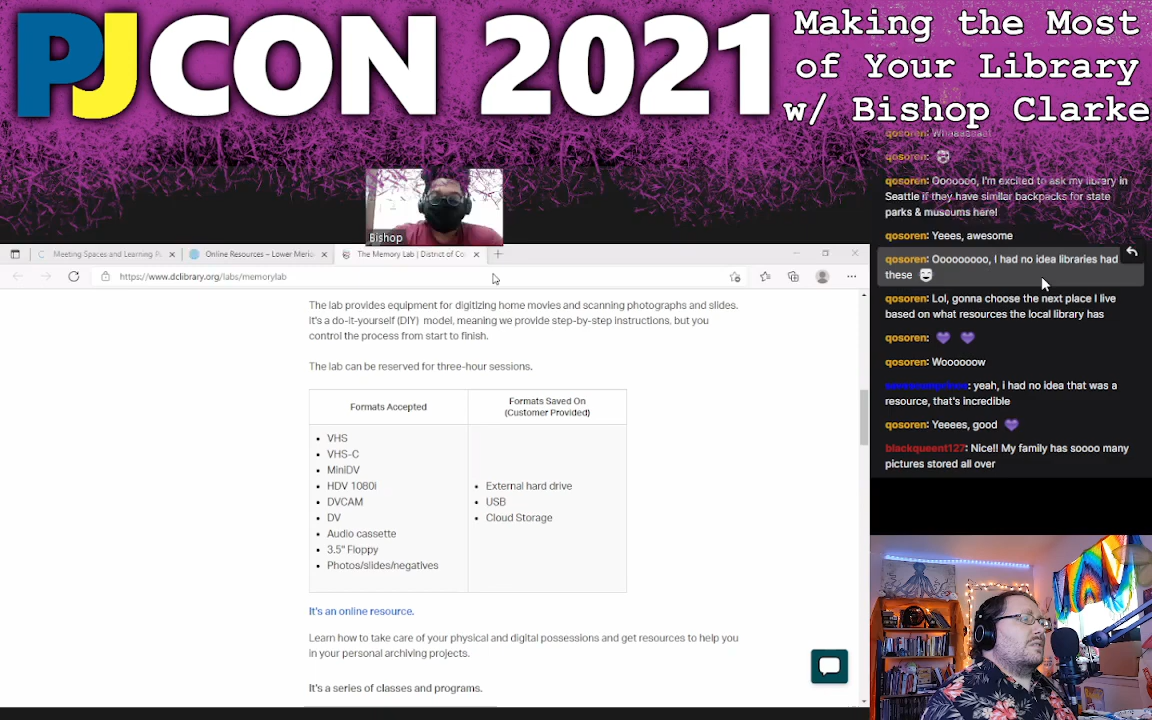 PJCON 2021
Making the Most
of Your Library
w/ Bishop Clarke
qosoren: Whaaaaaaat
qosoren:
qosoren: Ooooooo, I'm excited to ask my library in
Seattle if they have similar backpacks for state
parks & museums here!
qosoren: Yeees, awesome
qosoren: Ooooooooo, I had no idea libraries had
these
qosoren: Lol, gonna choose the next place I live
based on what resources the local library has
qosoren:
qosoren: Woooooow
: yeah, i had no idea that was a
resource, that's incredible
qosoren: Yeeees, good
blackqueent127: Nice!! My family has soooo many
pictures stored all over
Bishop
Meeting Spaces and Learning
Online Resources – Lower Meri
The Memory Lab | District of Co
https://www.dclibrary.org/labs/memorylab
The lab provides equipment for digitizing home movies and scanning photographs and slides.
It's a do-it-yourself (DIY) model, meaning we provide step-by-step instructions, but you
control the process from start to finish.
The lab can be reserved for three-hour sessions.
Formats Accepted
Formats Saved On
(Customer Provided)
VHS
VHS-C
MiniDV
HDV 1080i
DVCAM
DV
Audio cassette
3.5" Floppy
Photos/slides/negatives
External hard drive
USB
Cloud Storage
It's an online resource.
Learn how to take care of your physical and digital possessions and get resources to help you
in your personal archiving projects.
It's a series of classes and programs.